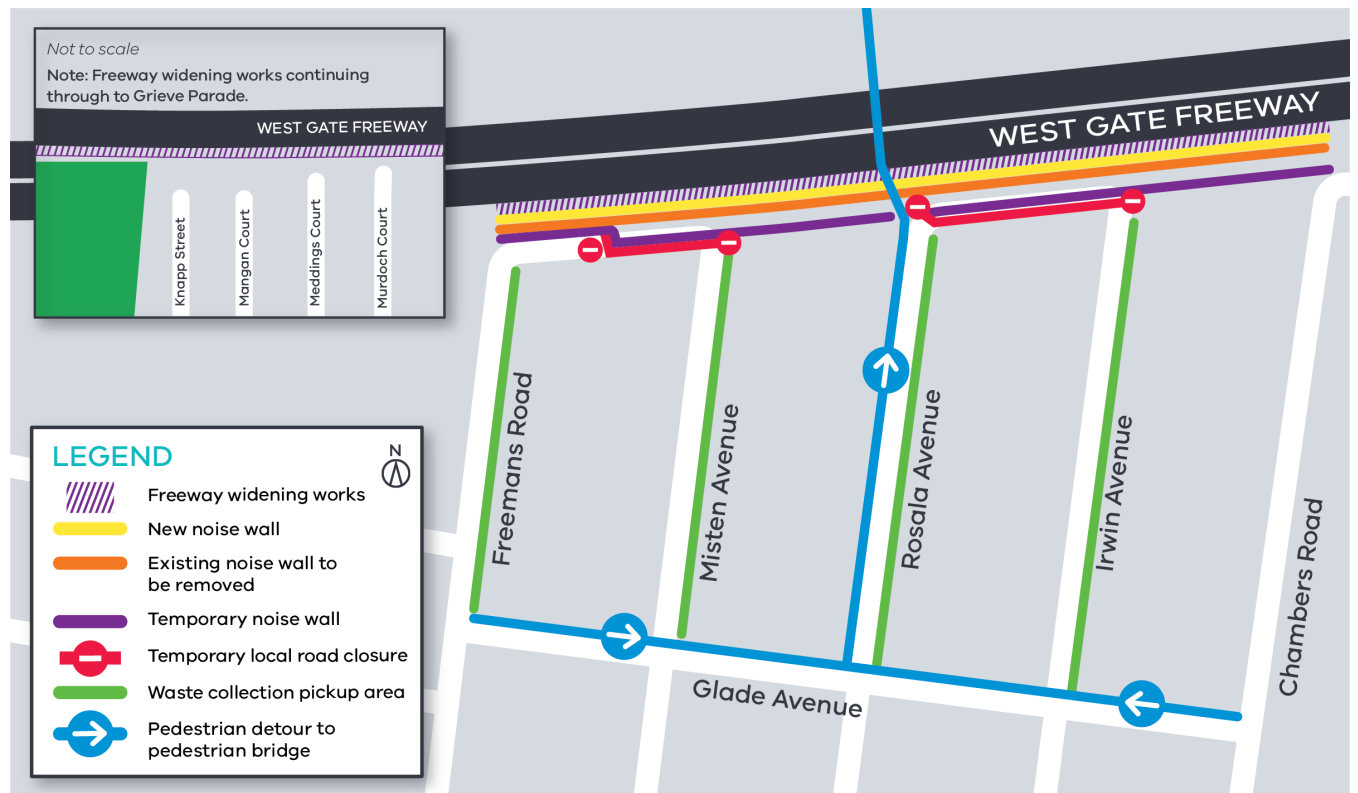 Not to scale
Note: Freeway widening works continuing
through to Grieve Parade.
WEST GATE FREEWAY
Knapp Street
Mangan Court
Meddings Court
Murdoch Court
WEST GATE FREEWAY
Freemans Road
Misten Avenue
Rosala Avenue
Irwin Avenue
Chambers Road
Glade Avenue
LEGEND
N
Freeway widening works
New noise wall
Existing noise wall to
be removed
Temporary noise wall
Temporary local road closure
Waste collection pickup area
Pedestrian detour to
pedestrian bridge